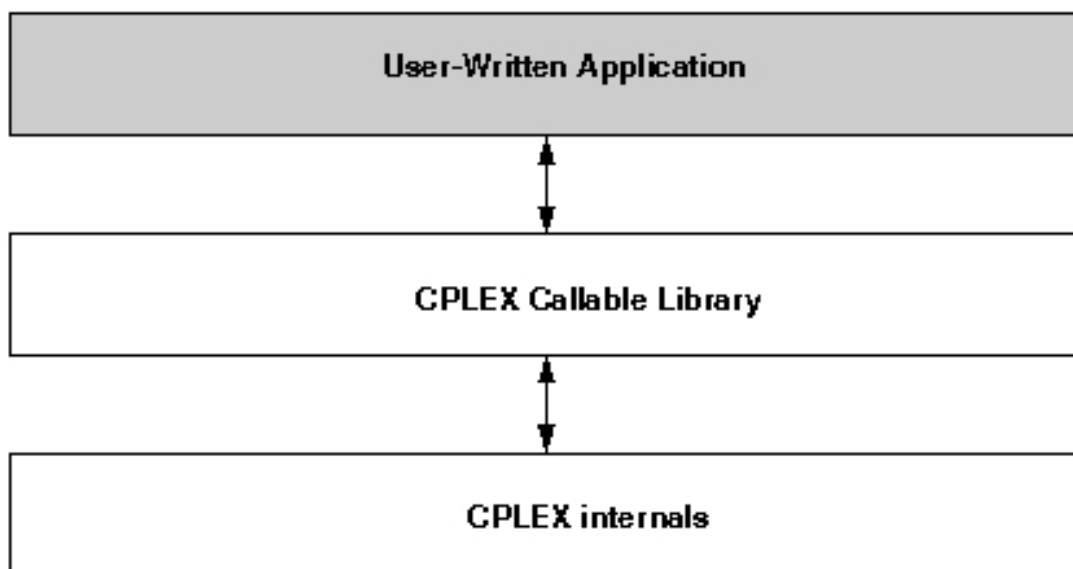 User-Written Application
CPLEX Callable Library
CPLEX internals